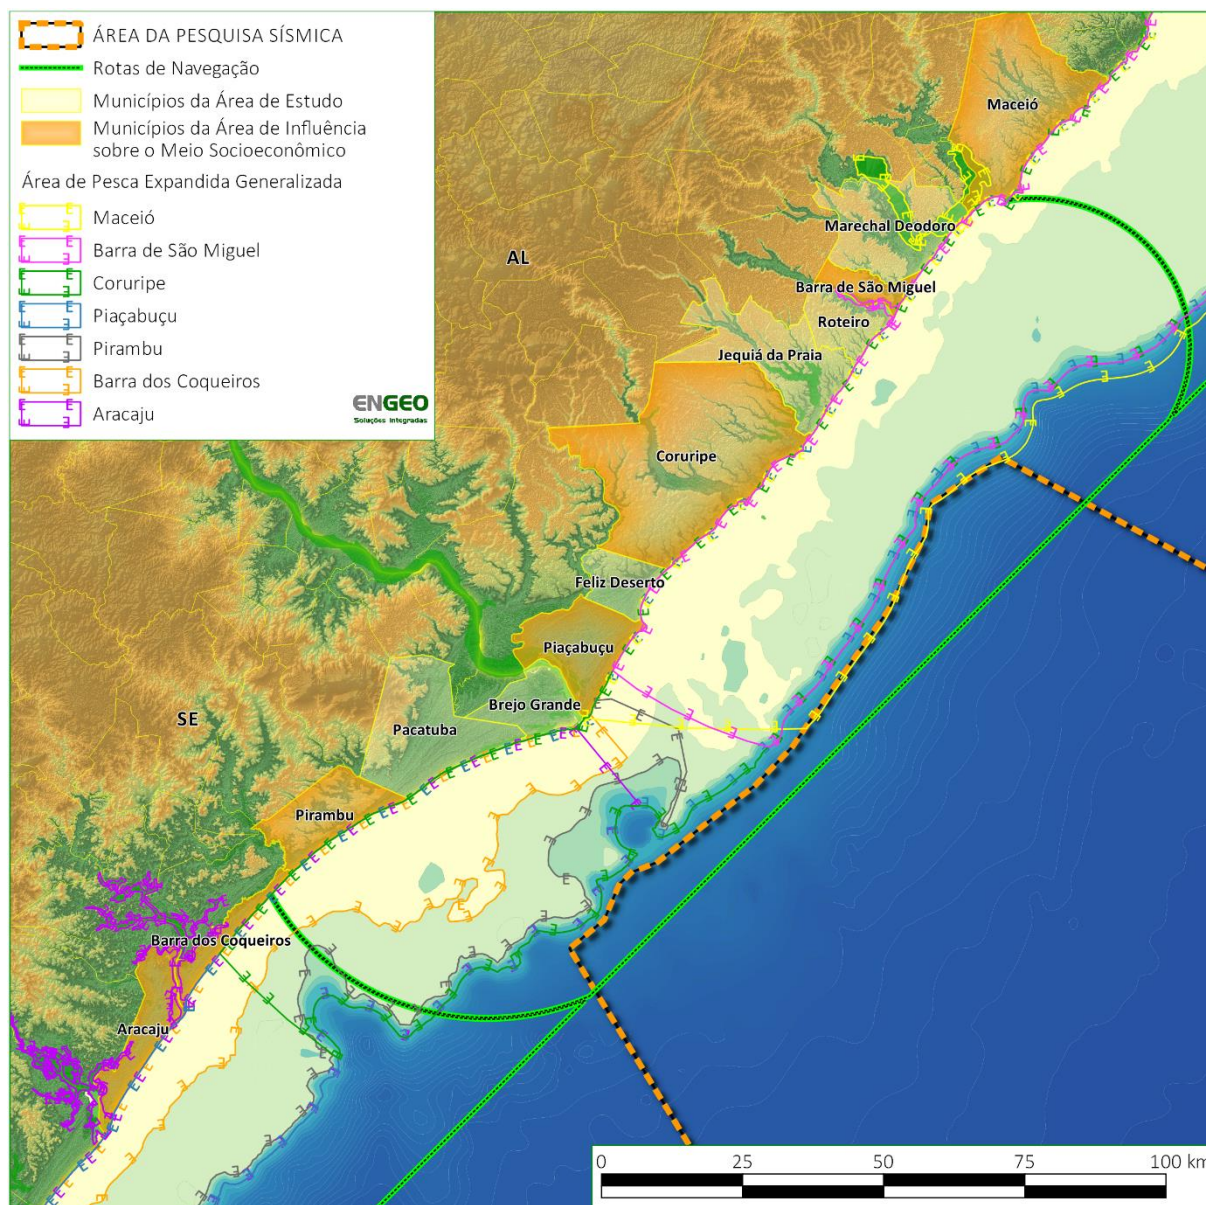 ÁREA DA PESQUISA SÍSMICA
Rotas de Navegação
Municípios da Área de Estudo
Municípios da Área de Influência
sobre o Meio Socioeconômico
Área de Pesca Expandida Generalizada
Maceió
Barra de São Miguel
Coruripe
Piaçabuçu
Pirambu
Barra dos Coqueiros
Aracaju
ENGEO
Soluções Integradas
Maceió
Marechal Deodoro
AL
Barra de São Miguel
Roteiro
Jequiá da Praia
Coruripe
Feliz Deserto
Piaçabuçu
Brejo Grande
SE
Pacatuba
Pirambu
Barra dos Coqueiros
Aracaju
0 25 50 75 100 km